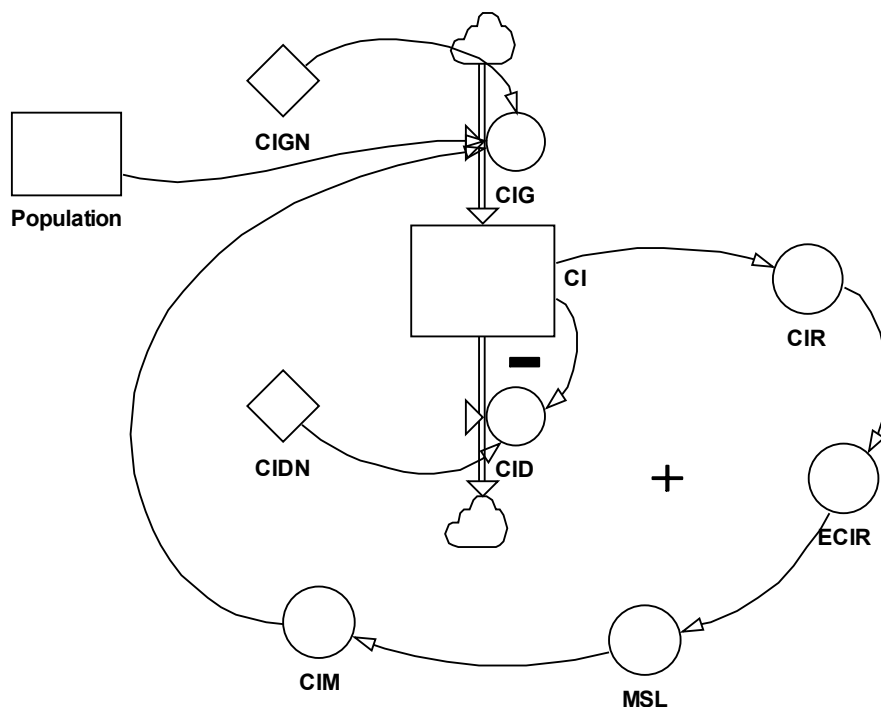 CIGN
Population
CIG
CI
CIR
CIDN
CID
+
ECIR
CIM
MSL